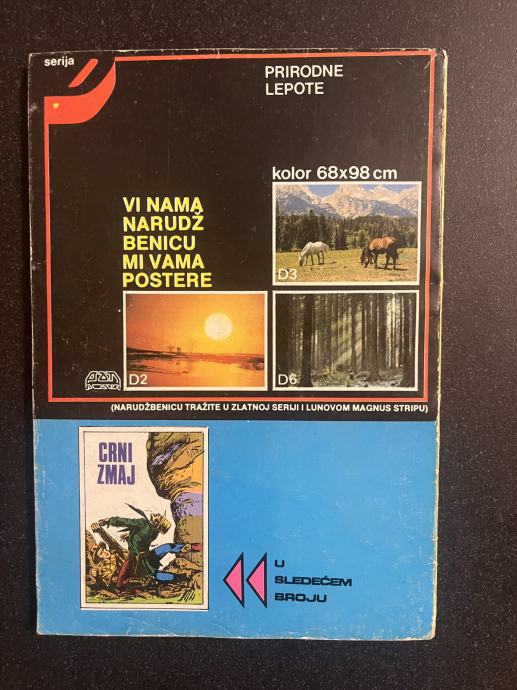 serija
PRIRODNE
LEPOTE
kolor 68x98 cm
VI NAMA
NARUDŽ
BENICU
MI VAMA
POSTERE
D3
D2
D6
(NARUDŽBENICU TRAŽITE U ZLATNOJ SERIJI I LUNOVOM MAGNUS STRIPU)
CRNI
ZMAJ
U
SLEDEĆEM
BROJU